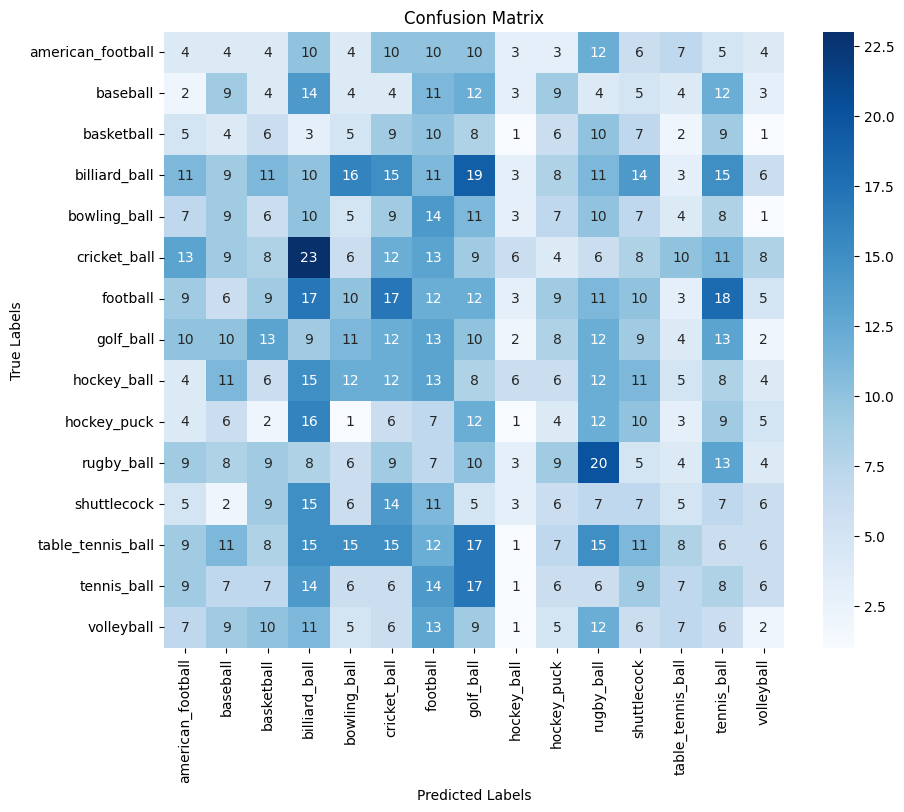 Confusion Matrix
True Labels
american_football 4 4 4 10 4 10 10 10 3 3 12 6 7 5 4
baseball 2 9 4 14 4 4 11 12 3 9 4 5 4 12 3
basketball 5 4 6 3 5 9 10 8 1 6 10 7 2 9 1
billiard_ball 11 9 11 10 16 15 11 19 3 8 11 14 3 15 6
bowling_ball 7 9 6 10 5 9 14 11 3 7 10 7 4 8 1
cricket_ball 13 9 8 23 6 12 13 9 6 4 6 8 10 11 8
football 9 6 9 17 10 17 12 12 3 9 11 10 3 18 5
golf_ball 10 10 13 9 11 12 13 10 2 8 12 9 4 13 2
hockey_ball 4 11 6 15 12 12 13 8 6 6 12 11 5 8 4
hockey_puck 4 6 2 16 1 6 7 12 1 4 12 10 3 9 5
rugby_ball 9 8 9 8 6 9 7 10 3 9 20 5 4 13 4
shuttlecock 5 2 9 15 6 14 11 5 3 6 7 7 5 7 6
table_tennis_ball 9 11 8 15 15 15 12 17 1 7 15 11 8 6 6
tennis_ball 9 7 7 14 6 6 14 17 1 6 6 9 7 8 6
volleyball 7 9 10 11 5 6 13 9 1 5 12 6 7 6 2
american_football
baseball
basketball
billiard_ball
bowling_ball
cricket_ball
football
golf_ball
hockey_ball
hockey_puck
rugby_ball
shuttlecock
table_tennis_ball
tennis_ball
volleyball
Predicted Labels
22.5
20.0
17.5
15.0
12.5
10.0
7.5
5.0
2.5